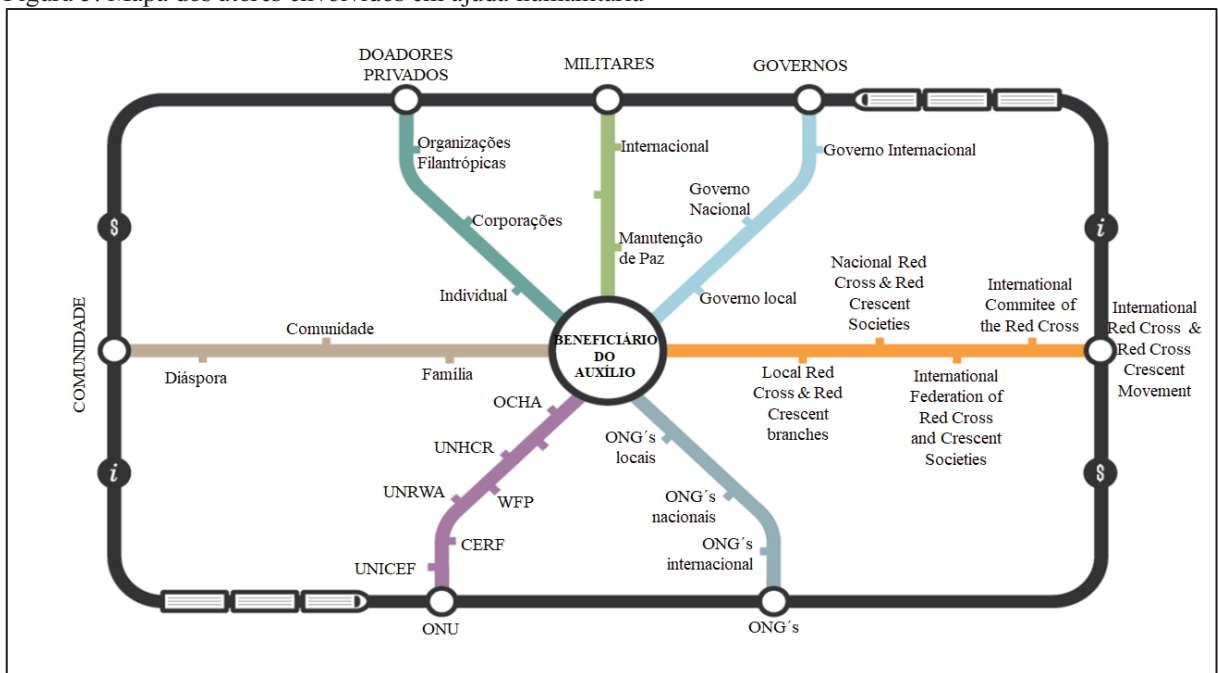 DOADORES
PRIVADOS
MILITARES
GOVERNOS
Organizações
Filantrópicas
Internacional
Governo Internacional
Governo
Nacional
Corporações
Manutenção
de Paz
Individual
Governo local
Nacional Red
Cross & Red
Crescent
Societies
International
Commitee of
the Red Cross
International
Red Cross &
Red Cross
Crescent
Movement
COMUNIDADE
Comunidade
Diáspora
Família
BENEFICIÁRIO
DO
AUXÍLIO
Local Red
Cross & Red
Crescent
branches
International
Federation of
Red Cross
and Crescent
Societies
OCHA
UNHCR
UNRWA
WFP
CERF
UNICEF
ONG´s
locais
ONG´s
nacionais
ONG´s
internacional
ONU
ONG´s
$
i
i
$